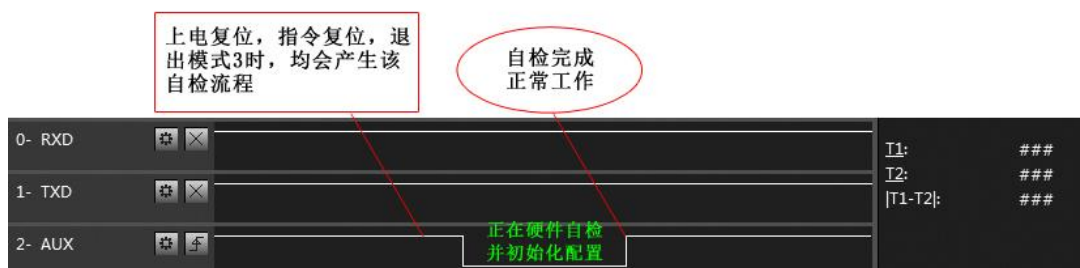 上电复位，指令复位，退
出模式3时，均会产生该
自检流程
自检完成
正常工作
0- RXD
T1: ###
T2: ###
1- TXD
|T1-T2|: ###
正在硬件自检
2- AUX
并初始化配置